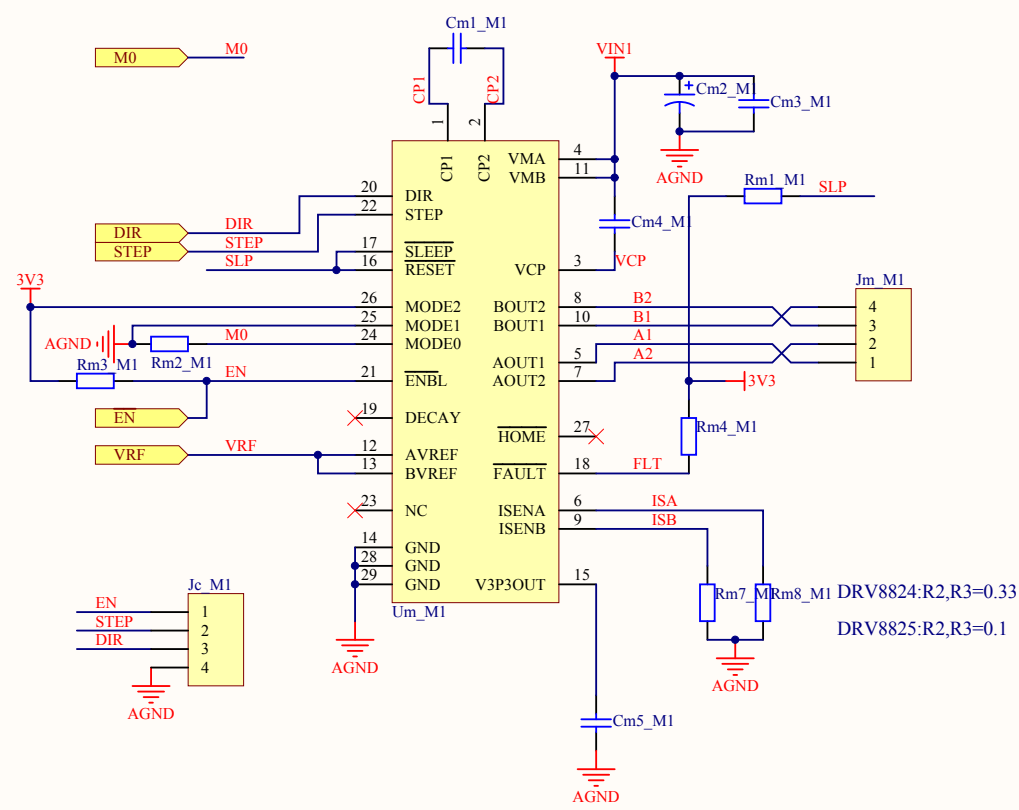 Cm1_M1
M0
M0
VIN1
CP1
CP2
Cm2_M1
Cm3_M1
1
2
CP1
CP2
VMA
4
VMB
11
AGND
Rm1_M1
SLP
20
DIR
22
STEP
Cm4_M1
DIR
DIR
STEP
STEP
17
SLEEP
SLP
16
RESET
VCP
3
VCP
3V3
Jm_M1
26
MODE2
BOUT2
8
B2
4
25
MODE1
BOUT1
10
B1
3
AGND
M0
24
MODE0
A1
2
Rm3_M1
Rm2_M1
AOUT1
5
A2
1
EN
21
ENBL
AOUT2
7
3V3
EN
19
DECAY
HOME
27
Rm4_M1
VRF
VRF
12
AVREF
13
BVREF
FAULT
18
FLT
23
NC
ISENA
6
ISA
ISENB
9
ISB
14
GND
28
GND
29
GND
V3P3OUT
15
Um_M1
Rm7_M1
Rm8_M1
DRV8824:R2,R3=0.33
DRV8825:R2,R3=0.1
Jc_M1
EN
1
STEP
2
DIR
3
4
AGND
AGND
AGND
Cm5_M1
AGND